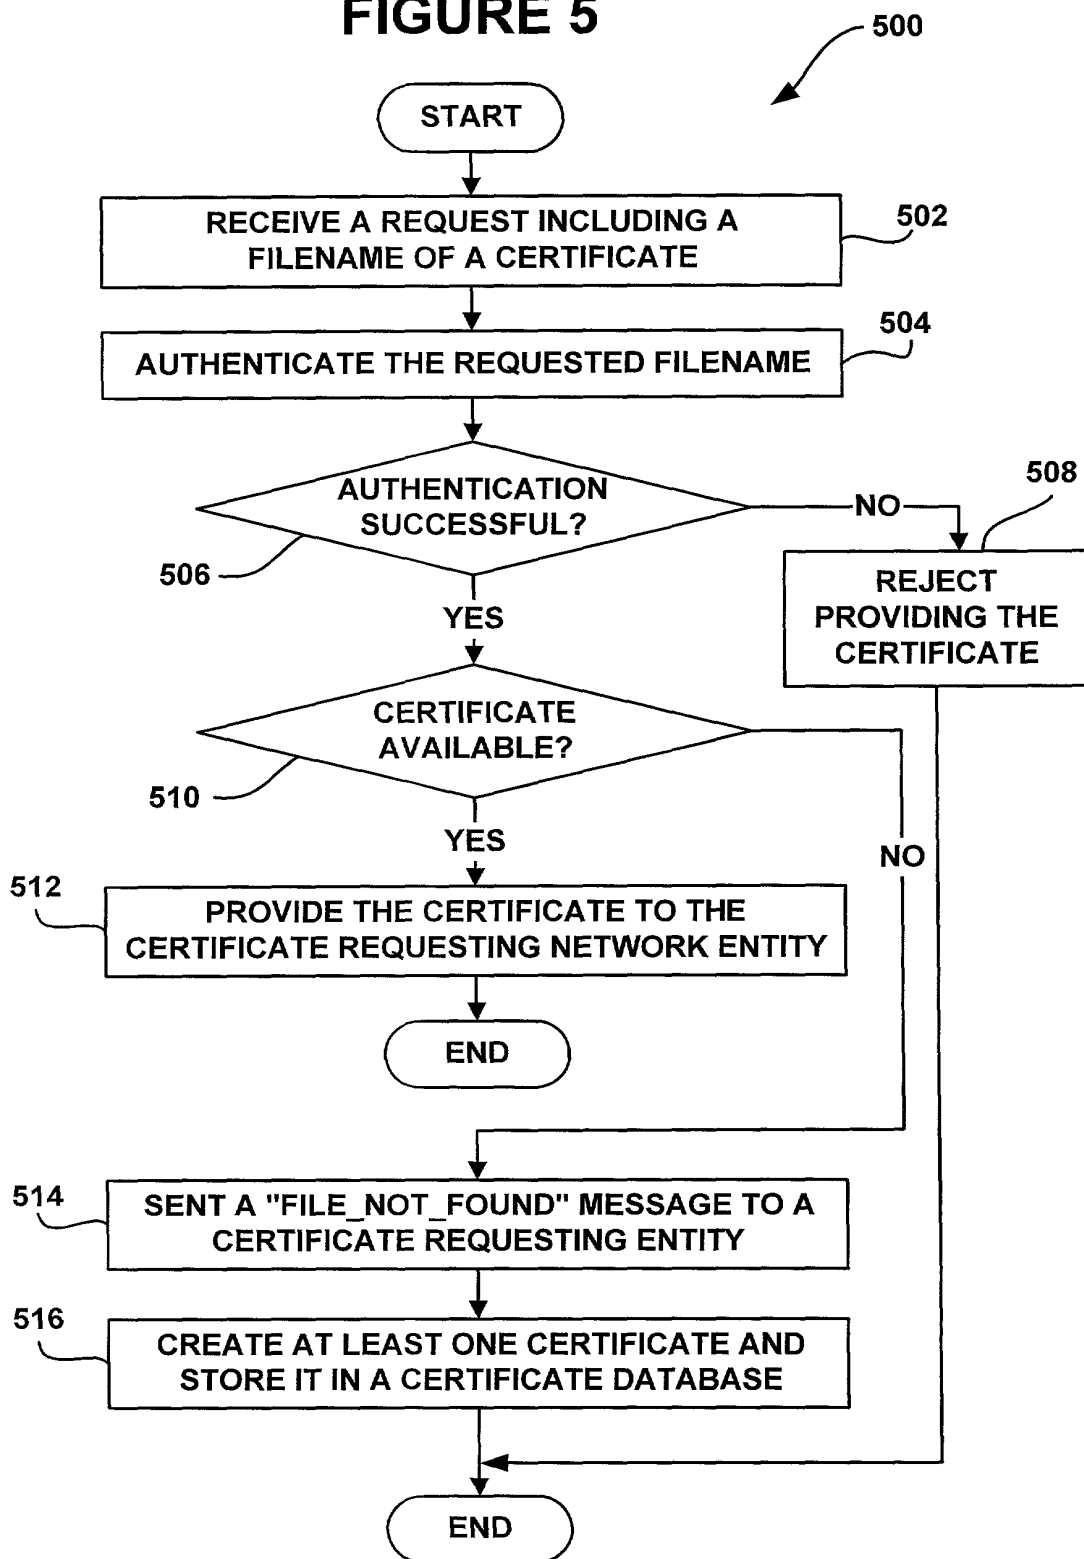 FIGURE 5
500
START
RECEIVE A REQUEST INCLUDING A
FILENAME OF A CERTIFICATE
502
504
AUTHENTICATE THE REQUESTED FILENAME
AUTHENTICATION
SUCCESSFUL?
506
NO
508
REJECT
PROVIDING THE
CERTIFICATE
YES
CERTIFICATE
AVAILABLE?
510
YES
NO
512
PROVIDE THE CERTIFICATE TO THE
CERTIFICATE REQUESTING NETWORK ENTITY
END
514
SENT A "FILE_NOT_FOUND" MESSAGE TO A
CERTIFICATE REQUESTING ENTITY
516
CREATE AT LEAST ONE CERTIFICATE AND
STORE IT IN A CERTIFICATE DATABASE
END